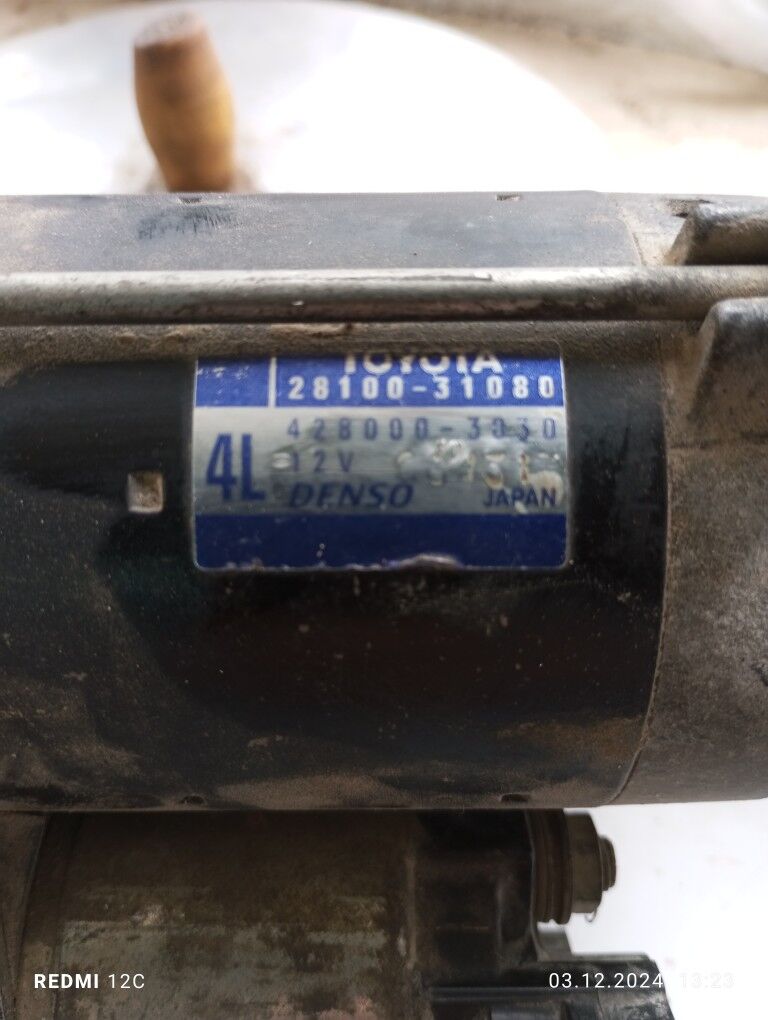 TOYOTA
28100-31080
428000-3030
4L
12V
DENSO JAPAN
REDMI 12C
03.12.2024 13:23